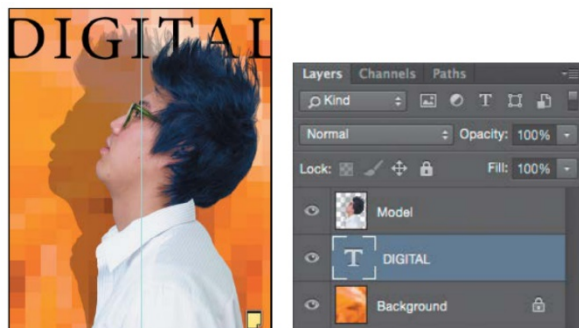 DIGITAL
Layers Channels Paths
Kind T
Normal Opacity: 100%
Lock: Fill: 100%
Model
T DIGITAL
Background